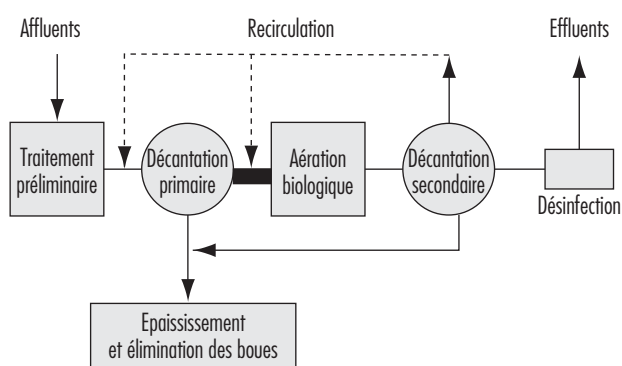 Affluents
Recirculation
Effluents
Traitement
préliminaire
Décantation
primaire
Aération
biologique
Décantation
secondaire
Désinfection
Epaississement
et élimination des boues